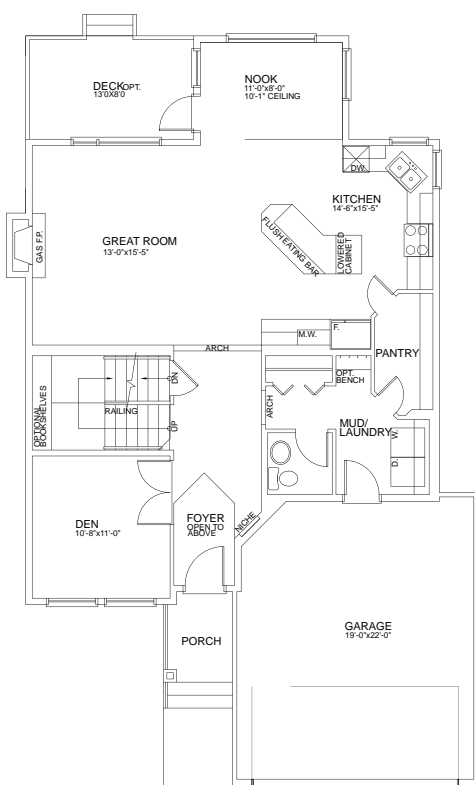 DECK OPT.
13'0X8'0
NOOK
11'-0"x8'-0"
10'-1" CEILING
DW.
KITCHEN
14'-6"x15'-5"
GREAT ROOM
13'-0"x15'-5"
GAS F.P.
FLUSH EATING BAR
LOWERED
CABINET
F.
M.W.
PANTRY
ARCH
OPT.
BENCH
DN
RAILING
UP
OPTIONAL
BOOKSHELVES
ARCH
MUD/
LAUNDRY
W.
D.
DEN
10'-8"x11'-0"
FOYER
OPEN TO
ABOVE
NICHE
PORCH
GARAGE
19'-0"x22'-0"